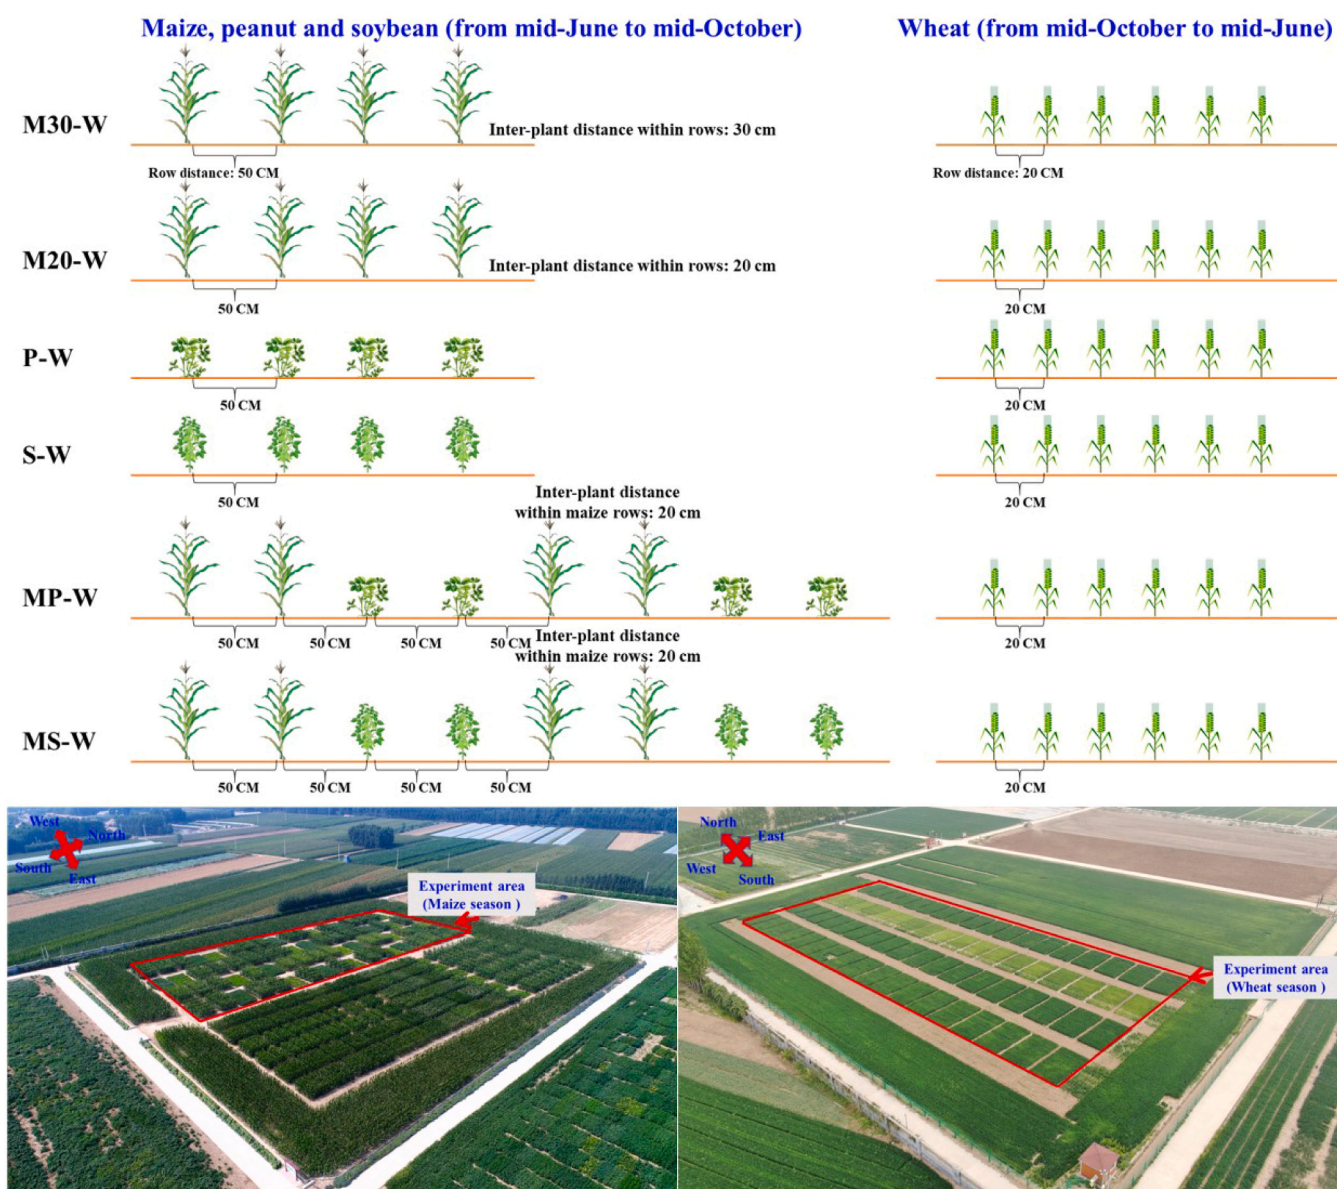 Maize, peanut and soybean (from mid-June to mid-October)
Wheat (from mid-October to mid-June)
M30-W
Inter-plant distance within rows: 30 cm
Row distance: 50 CM
Row distance: 20 CM
M20-W
Inter-plant distance within rows: 20 cm
50 CM
20 CM
P-W
50 CM
20 CM
S-W
50 CM
20 CM
Inter-plant distance
within maize rows: 20 cm
MP-W
50 CM
50 CM
50 CM
50 CM
20 CM
Inter-plant distance
within maize rows: 20 cm
MS-W
50 CM
50 CM
50 CM
50 CM
20 CM
West
North
South
East
Experiment area
(Maize season )
North
East
West
South
Experiment area
(Wheat season )